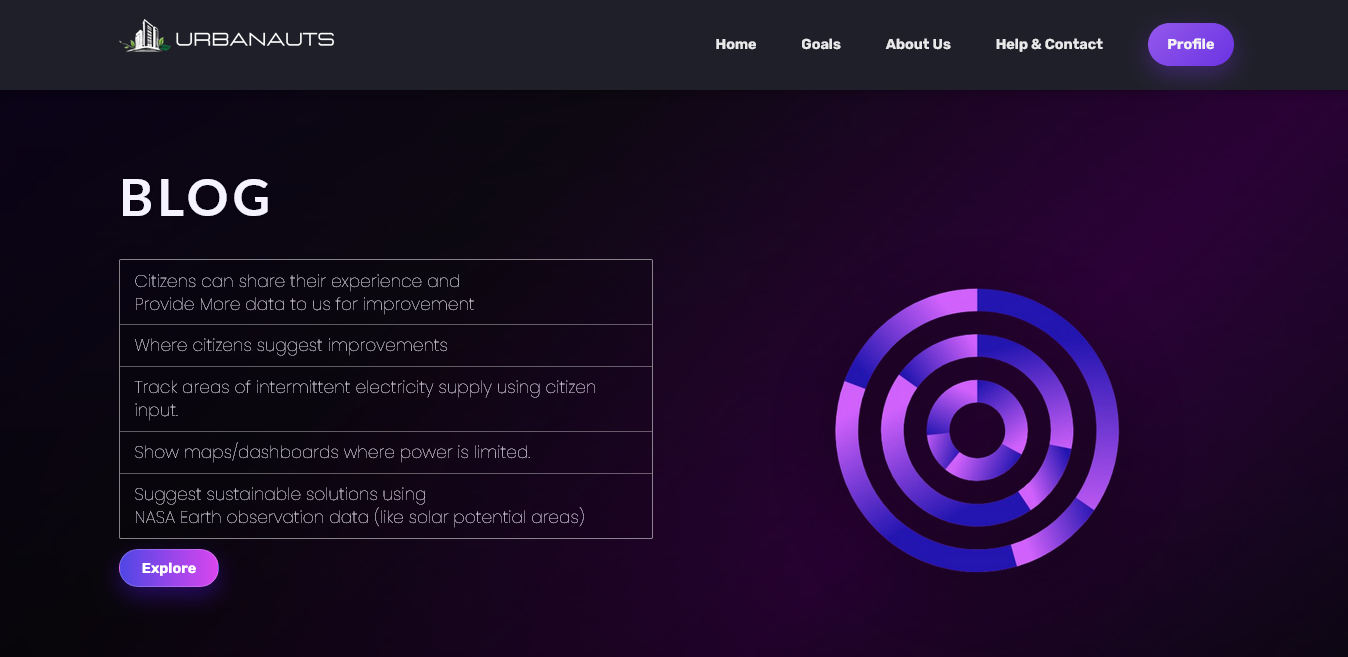 URBANAUTS
Home Goals About Us Help & Contact Profile
BLOG
Citizens can share their experience and
Provide More data to us for improvement
Where citizens suggest improvements
Track areas of intermittent electricity supply using citizen
input.
Show maps/dashboards where power is limited.
Suggest sustainable solutions using
NASA Earth observation data (like solar potential areas)
Explore